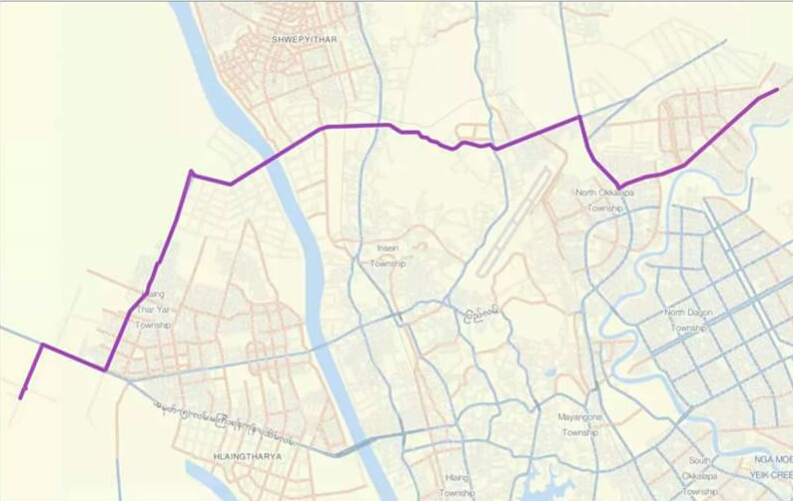 SHWEPYITHAR
North Okkalapa
Township
Insein
Township
Hlaing
Thar Yar
Township
North Dagon
Township
Mayangone
Township
HLAINGTHARYA
Hlaing
Township
South
Okkalapa
Township
NGA MOE
YEIK CREE